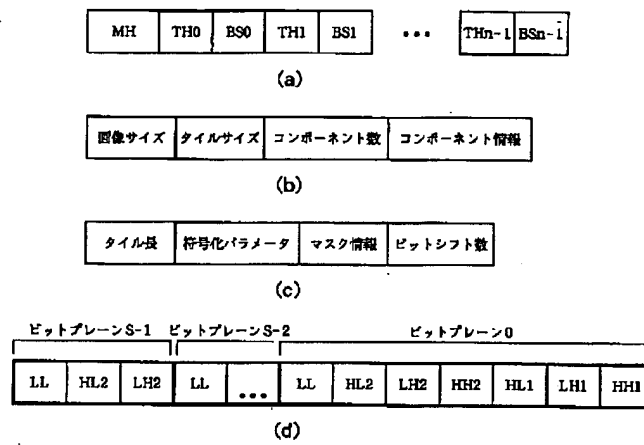 MH TH0 BS0 TH1 BS1 ••• THn-1 BSn-1
(a)
画像サイズ タイルサイズ コンポーネント数 コンポーネント情報
(b)
タイル長 符号化パラメータ マスク情報 ビットシフト数
(c)
ビットプレーンS-1 ビットプレーンS-2 ビットプレーン0
LL HL2 LH2 LL ••• LL HL2 LH2 HH2 HL1 LH1 HH1
(d)